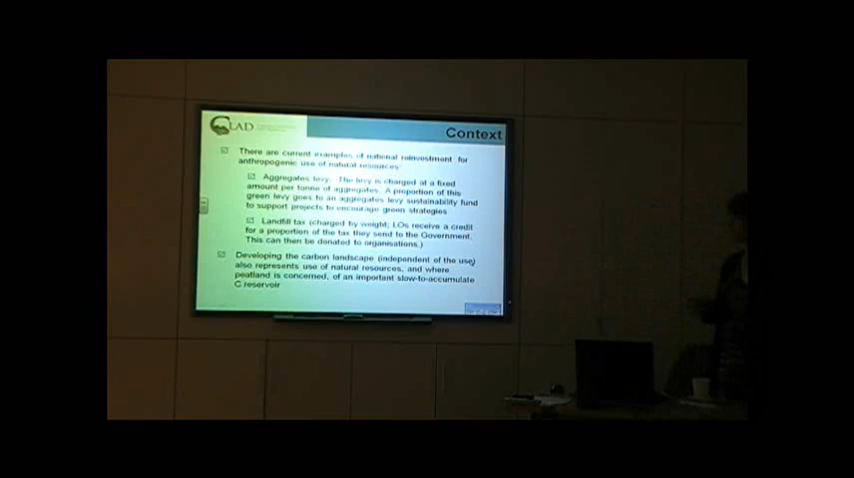 CLAD
Context
There are current examples of national reinvestment for
anthropogenic use of natural resources:
Aggregates levy. The levy is charged at a fixed
amount per tonne of aggregates. A proportion of this
green levy goes to an aggregates levy sustainability fund
to support projects to encourage green strategies
Landfill tax (charged by weight; LOs receive a credit
for a proportion of the tax they send to the Government.
This can then be donated to organisations.)
Developing the carbon landscape (independent of the use)
also represents use of natural resources, and where
peatland is concerned, of an important slow-to-accumulate
C reservoir